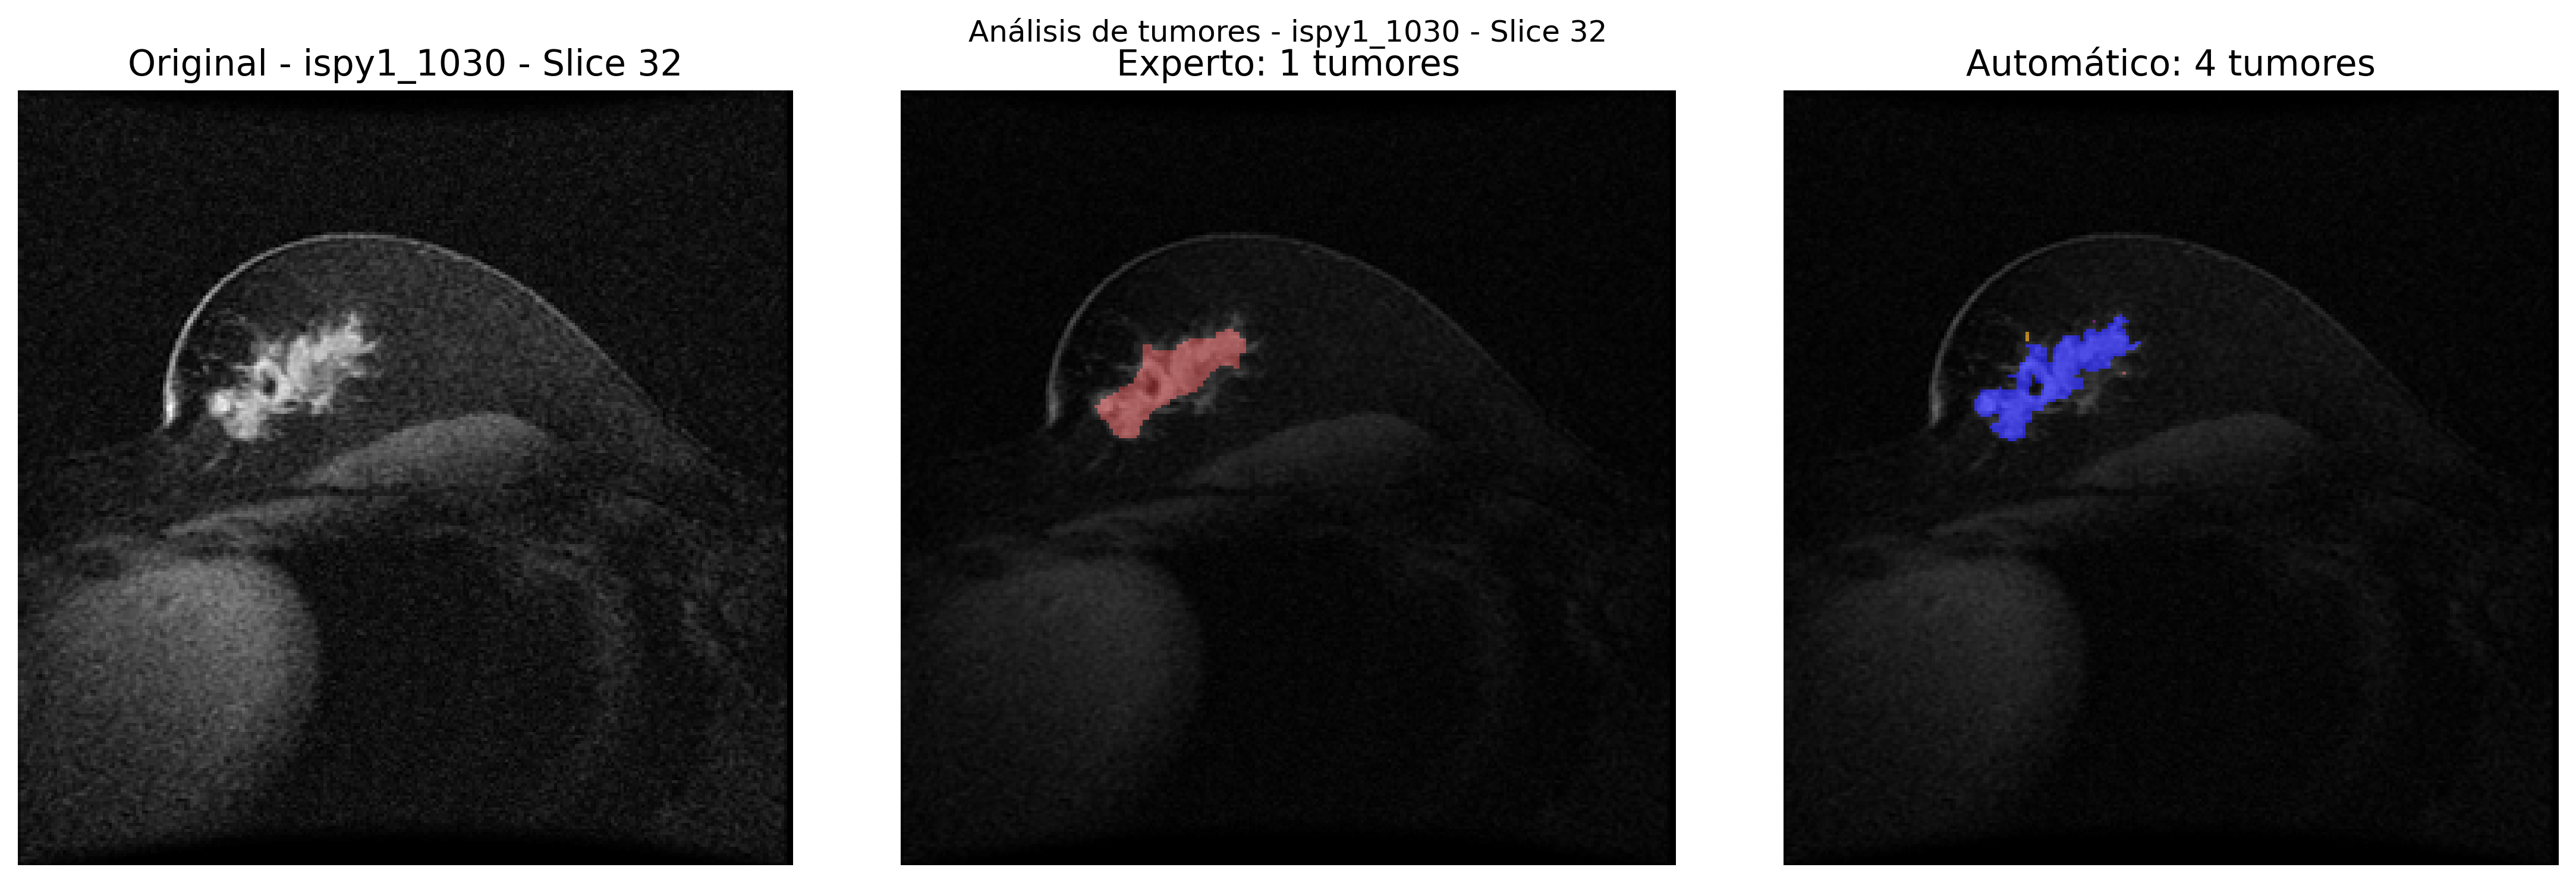 Análisis de tumores - ispy1_1030 - Slice 32
Original - ispy1_1030 - Slice 32
Experto: 1 tumores
Automático: 4 tumores